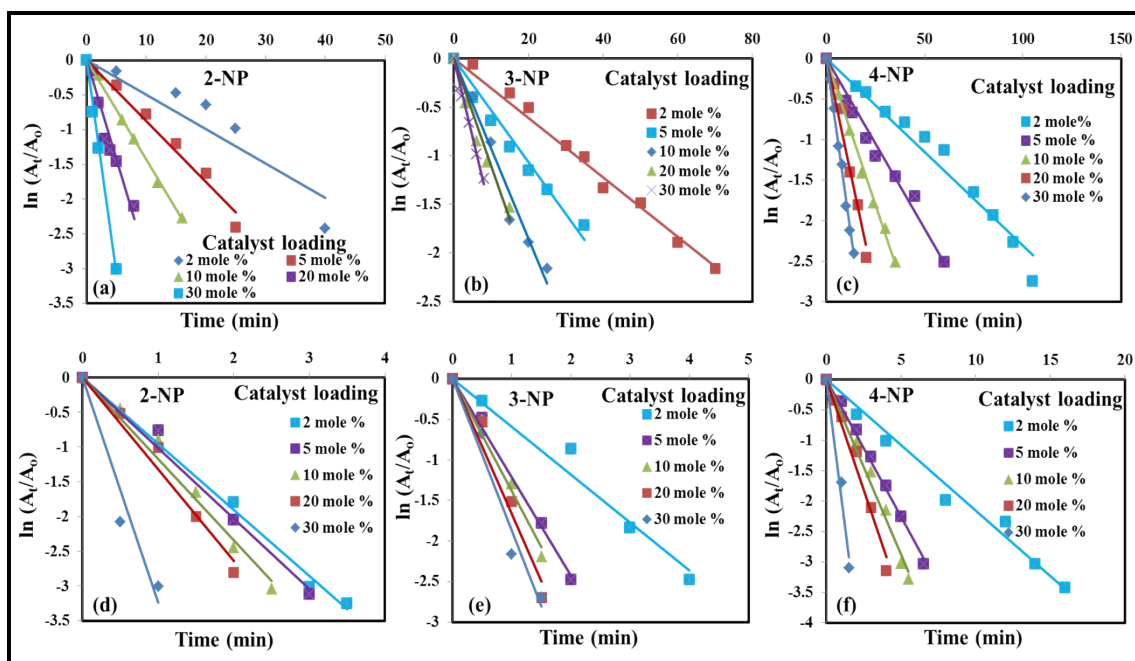 0 10 20 30 40 50
0
-0.5
-1
-1.5
-2
-2.5
-3
-3.5
ln (At/Ao)
2-NP
Catalyst loading
2 mole % 5 mole %
10 mole % 20 mole %
30 mole %
(a)
Time (min)
0 20 40 60 80
0
-0.5
-1
-1.5
-2
-2.5
ln (At/Ao)
3-NP
Catalyst loading
2 mole %
5 mole %
10 mole %
20 mole %
30 mole %
(b)
Time (min)
0 50 100 150
0
-0.5
-1
-1.5
-2
-2.5
-3
ln (At/Ao)
4-NP
Catalyst loading
2 mole%
5 mole %
10 mole %
20 mole %
30 mole %
(c)
Time (min)
0 1 2 3 4
0
-0.5
-1
-1.5
-2
-2.5
-3
-3.5
ln (At/Ao)
2-NP
Catalyst loading
2 mole %
5 mole %
10 mole %
20 mole %
30 mole %
(d)
Time (min)
0 1 2 3 4 5
0
-0.5
-1
-1.5
-2
-2.5
-3
ln (At/Ao)
3-NP
Catalyst loading
2 mole %
5 mole %
10 mole %
20 mole %
30 mole %
(e)
Time (min)
0 5 10 15 20
0
-0.5
-1
-1.5
-2
-2.5
-3
-3.5
-4
ln (At/Ao)
4-NP
Catalyst loading
2 mole %
5 mole %
10 mole %
20 mole %
30 mole %
(f)
Time (min)